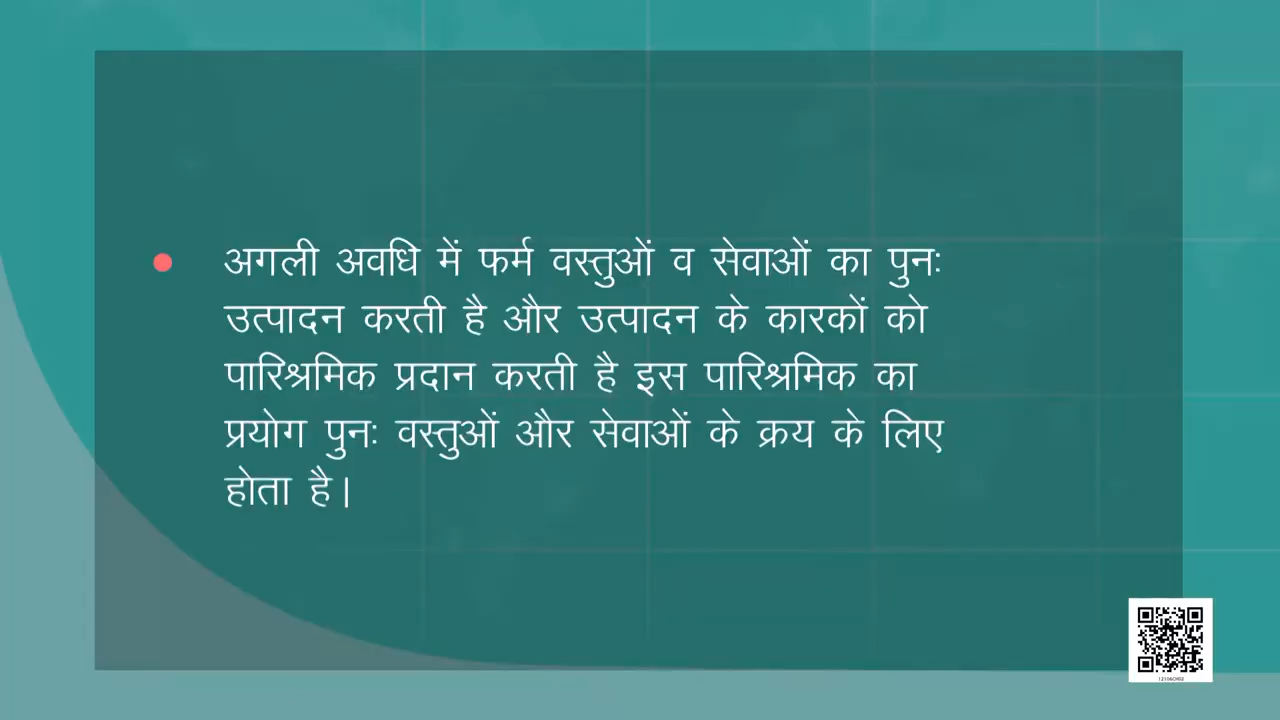 अगली अवधि में फर्म वस्तुओं व सेवाओं का पुनः
उत्पादन करती है और उत्पादन के कारकों को
पारिश्रमिक प्रदान करती है इस पारिश्रमिक का
प्रयोग पुनः वस्तुओं और सेवाओं के क्रय के लिए
होता है।